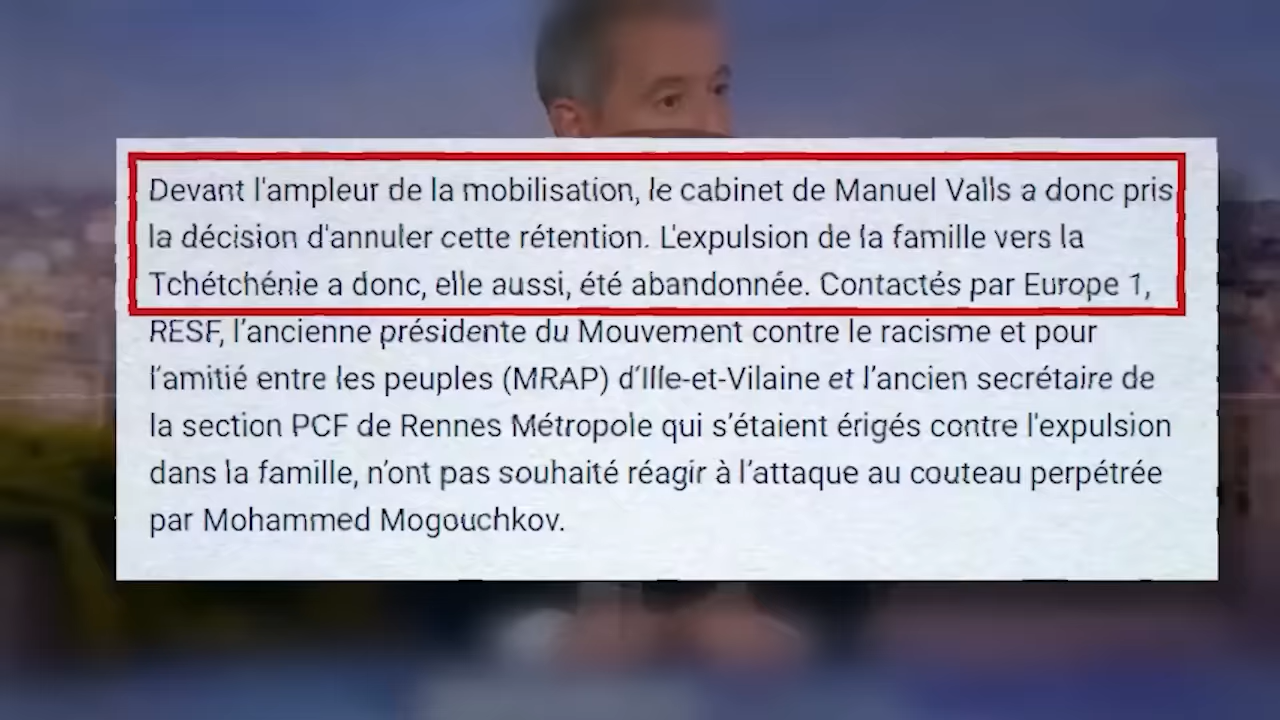 Devant l'ampleur de la mobilisation, le cabinet de Manuel Valls a donc pris
la décision d'annuler cette rétention. L'expulsion de la famille vers la
Tchétchénie a donc, elle aussi, été abandonnée. Contactés par Europe 1,
RESF, l’ancienne présidente du Mouvement contre le racisme et pour
l’amitié entre les peuples (MRAP) d’Ille-et-Vilaine et l’ancien secrétaire de
la section PCF de Rennes Métropole qui s’étaient érigés contre l'expulsion
dans la famille, n’ont pas souhaité réagir à l’attaque au couteau perpétrée
par Mohammed Mogouchkov.